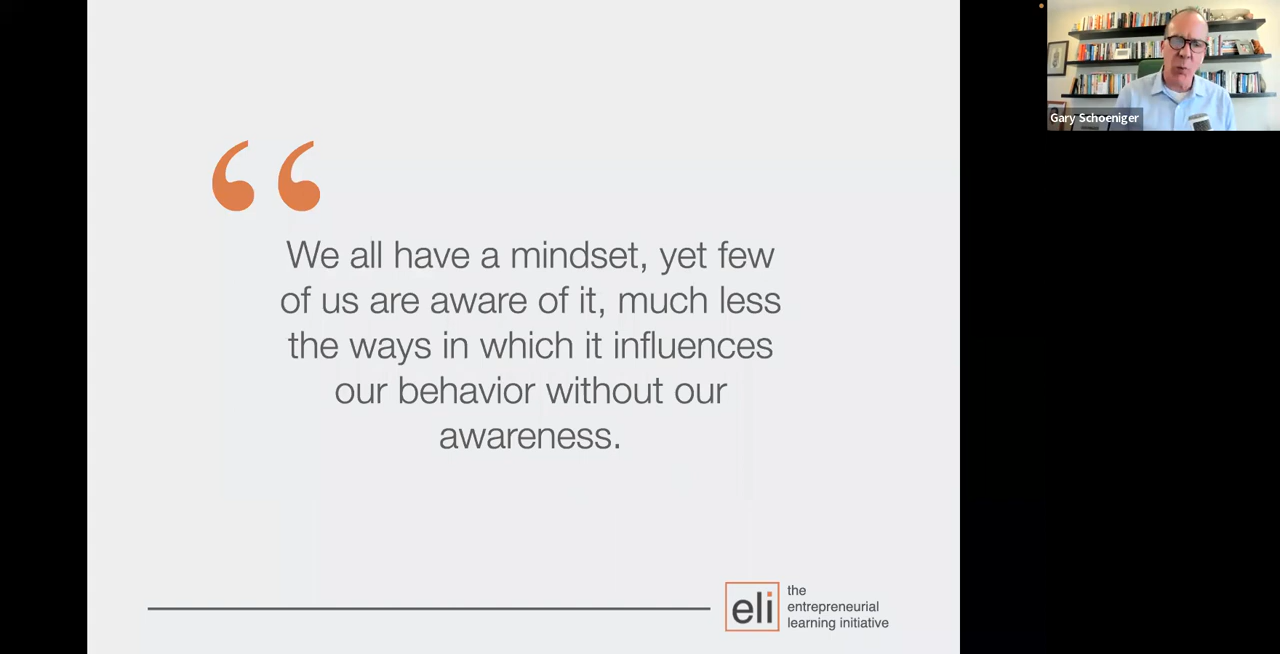 Gary Schoeniger
“
We all have a mindset, yet few
of us are aware of it, much less
the ways in which it influences
our behavior without our
awareness.
eli
the
entrepreneurial
learning initiative